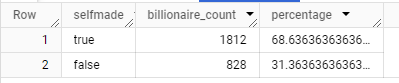 Row selfmade billionaire_count percentage
1 true 1812 68.63636363636...
2 false 828 31.36363636363...